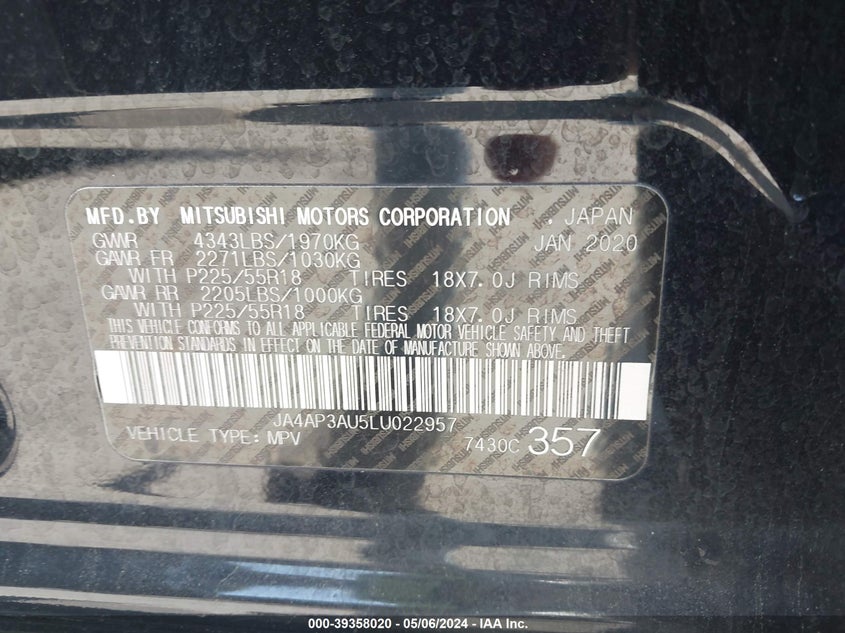 MFD.BY MITSUBISHI MOTORS CORPORATION . JAPAN
GVWR 4343LBS/1970KG JAN 2020
GAWR FR 2271LBS/1030KG
WITH P225/55R18 TIRES 18X7.0J RIMS
GAWR RR 2205LBS/1000KG
WITH P225/55R18 TIRES 18X7.0J RIMS
THIS VEHICLE CONFORMS TO ALL APPLICABLE FEDERAL MOTOR VEHICLE SAFETY AND THEFT
PREVENTION STANDARDS IN EFFECT ON THE DATE OF MANUFACTURE SHOWN ABOVE.
JA4AP3AU5LU022957
VEHICLE TYPE:MPV 7430C 357
000-39358020 - 05/06/2024 - IAA Inc.